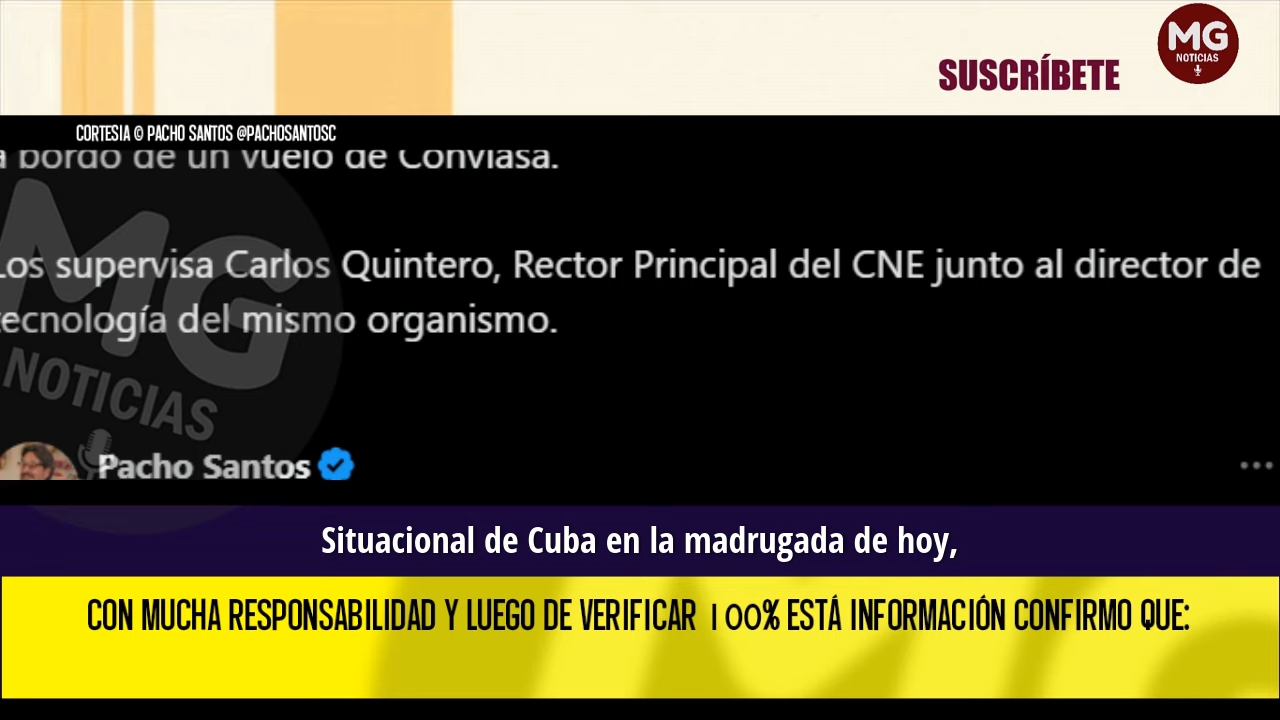 MG
NOTICIAS
SUSCRÍBETE
CORTESIA © PACHO SANTOS @PACHOSANTOSC
a bordo de un vuelo de Conviasa.
Los supervisa Carlos Quintero, Rector Principal del CNE junto al director de
tecnología del mismo organismo.
MG
NOTICIAS
Pacho Santos
Situacional de Cuba en la madrugada de hoy,
CON MUCHA RESPONSABILIDAD Y LUEGO DE VERIFICAR 100% ESTÁ INFORMACIÓN CONFIRMO QUE: